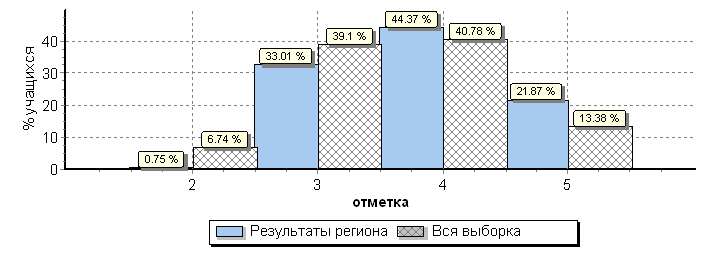 44.37 %
39.1 % 40.78 %
33.01 %
21.87 %
13.38 %
6.74 %
0.75 %
% учащихся
40
30
20
10
0
2 3 4 5
отметка
Результаты региона Вся выборка